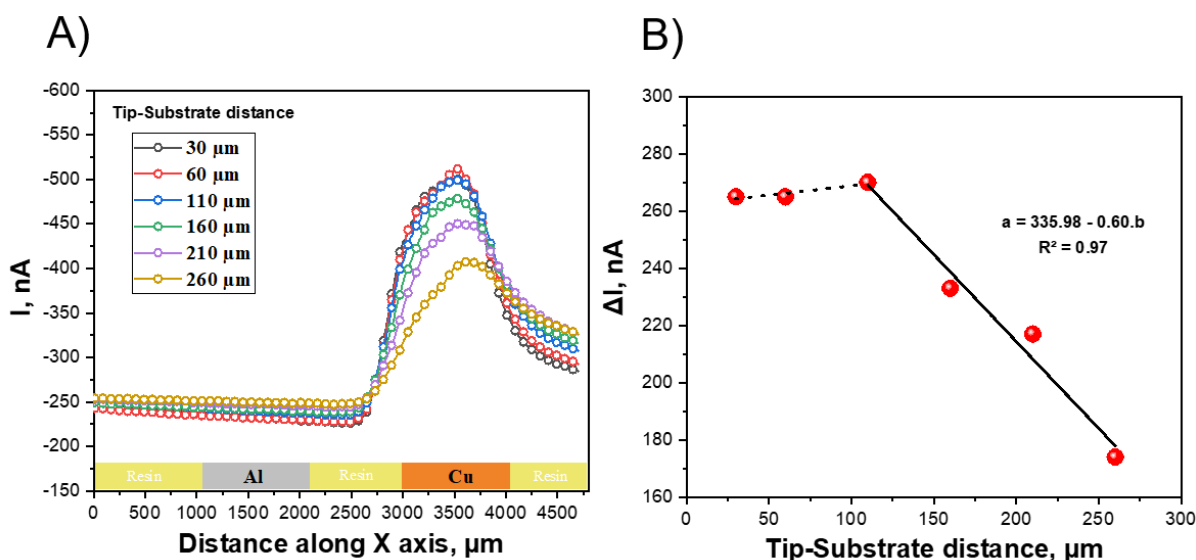 A)
-600
-550
-500
-450
-400
-350
-300
-250
-200
-150
I, nA
Tip-Substrate distance
30 µm
60 µm
110 µm
160 µm
210 µm
260 µm
Resin Al Resin Cu Resin
0 500 1000 1500 2000 2500 3000 3500 4000 4500
Distance along X axis, µm
B)
300
280
260
240
220
200
180
160
ΔI, nA
a = 335.98 - 0.60.b
R² = 0.97
0 50 100 150 200 250 300
Tip-Substrate distance, µm